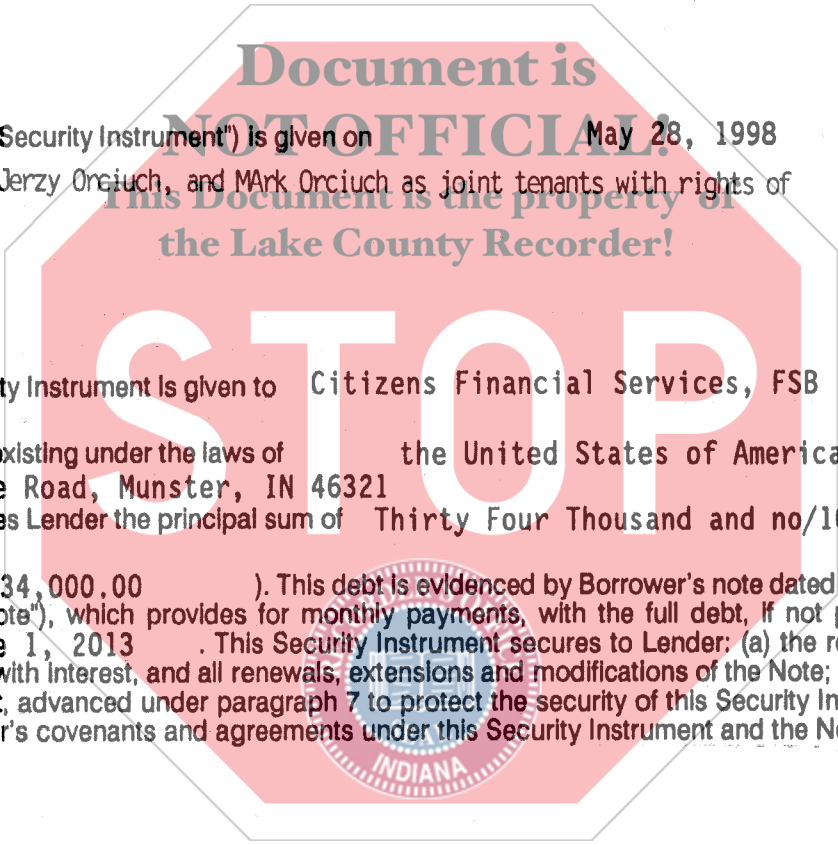 Document is
NOT OFFICIAL!
Security Instrument") is given on May 28, 1998
Jerzy Orciuch, and MArk Orciuch as joint tenants with rights of
This Document is the property of
the Lake County Recorder!
STOP
ty Instrument is given to Citizens Financial Services, FSB
xisting under the laws of the United States of America
e Road, Munster, IN 46321
es Lender the principal sum of Thirty Four Thousand and no/10
34,000.00 ). This debt is evidenced by Borrower's note dated
ote"), which provides for monthly payments, with the full debt, if not p
e 1, 2013 . This Security Instrument secures to Lender: (a) the re
with interest, and all renewals, extensions and modifications of the Note;
, advanced under paragraph 7 to protect the security of this Security In
r's covenants and agreements under this Security Instrument and the No
INDIANA